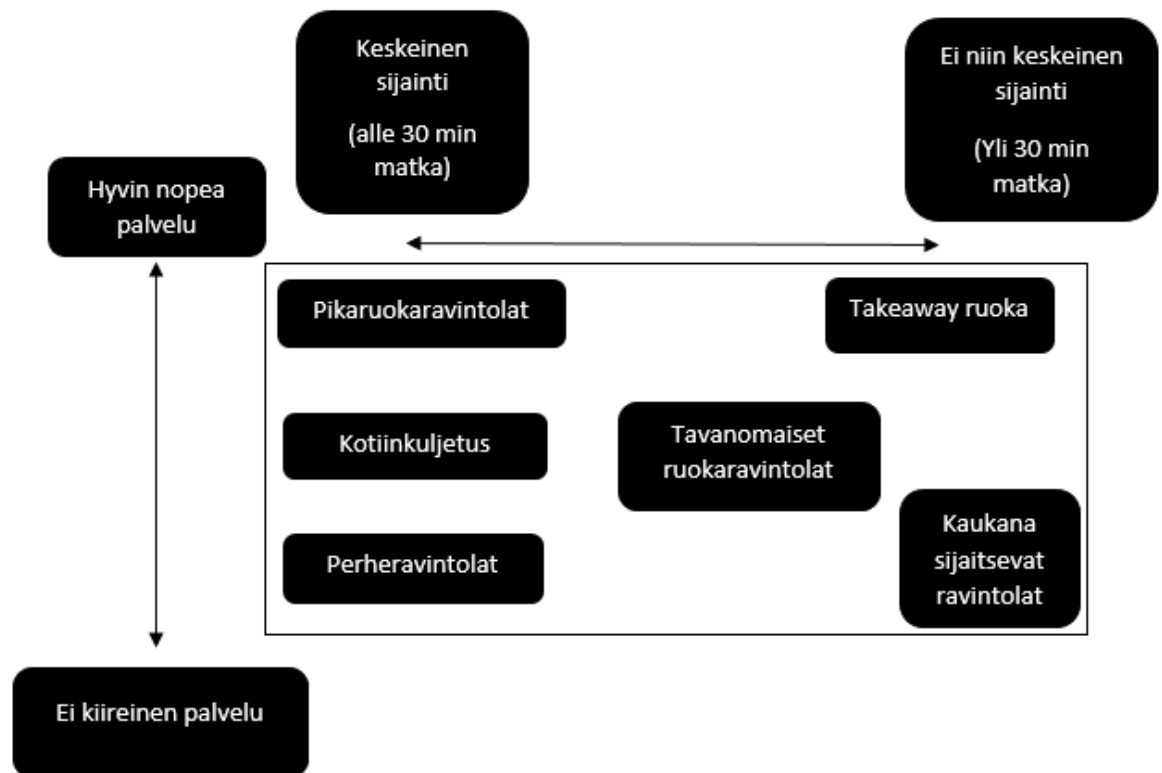 Keskeinen
sijainti
(alle 30 min
matka)
Ei niin keskeinen
sijainti
(Yli 30 min
matka)
Hyvin nopea
palvelu
Pikaruokaravintolat
Takeaway ruoka
Kotiinkuljetus
Tavanomaiset
ruokaravintolat
Perheravintolat
Kaukana
sijaitsevat
ravintolat
Ei kiireinen palvelu